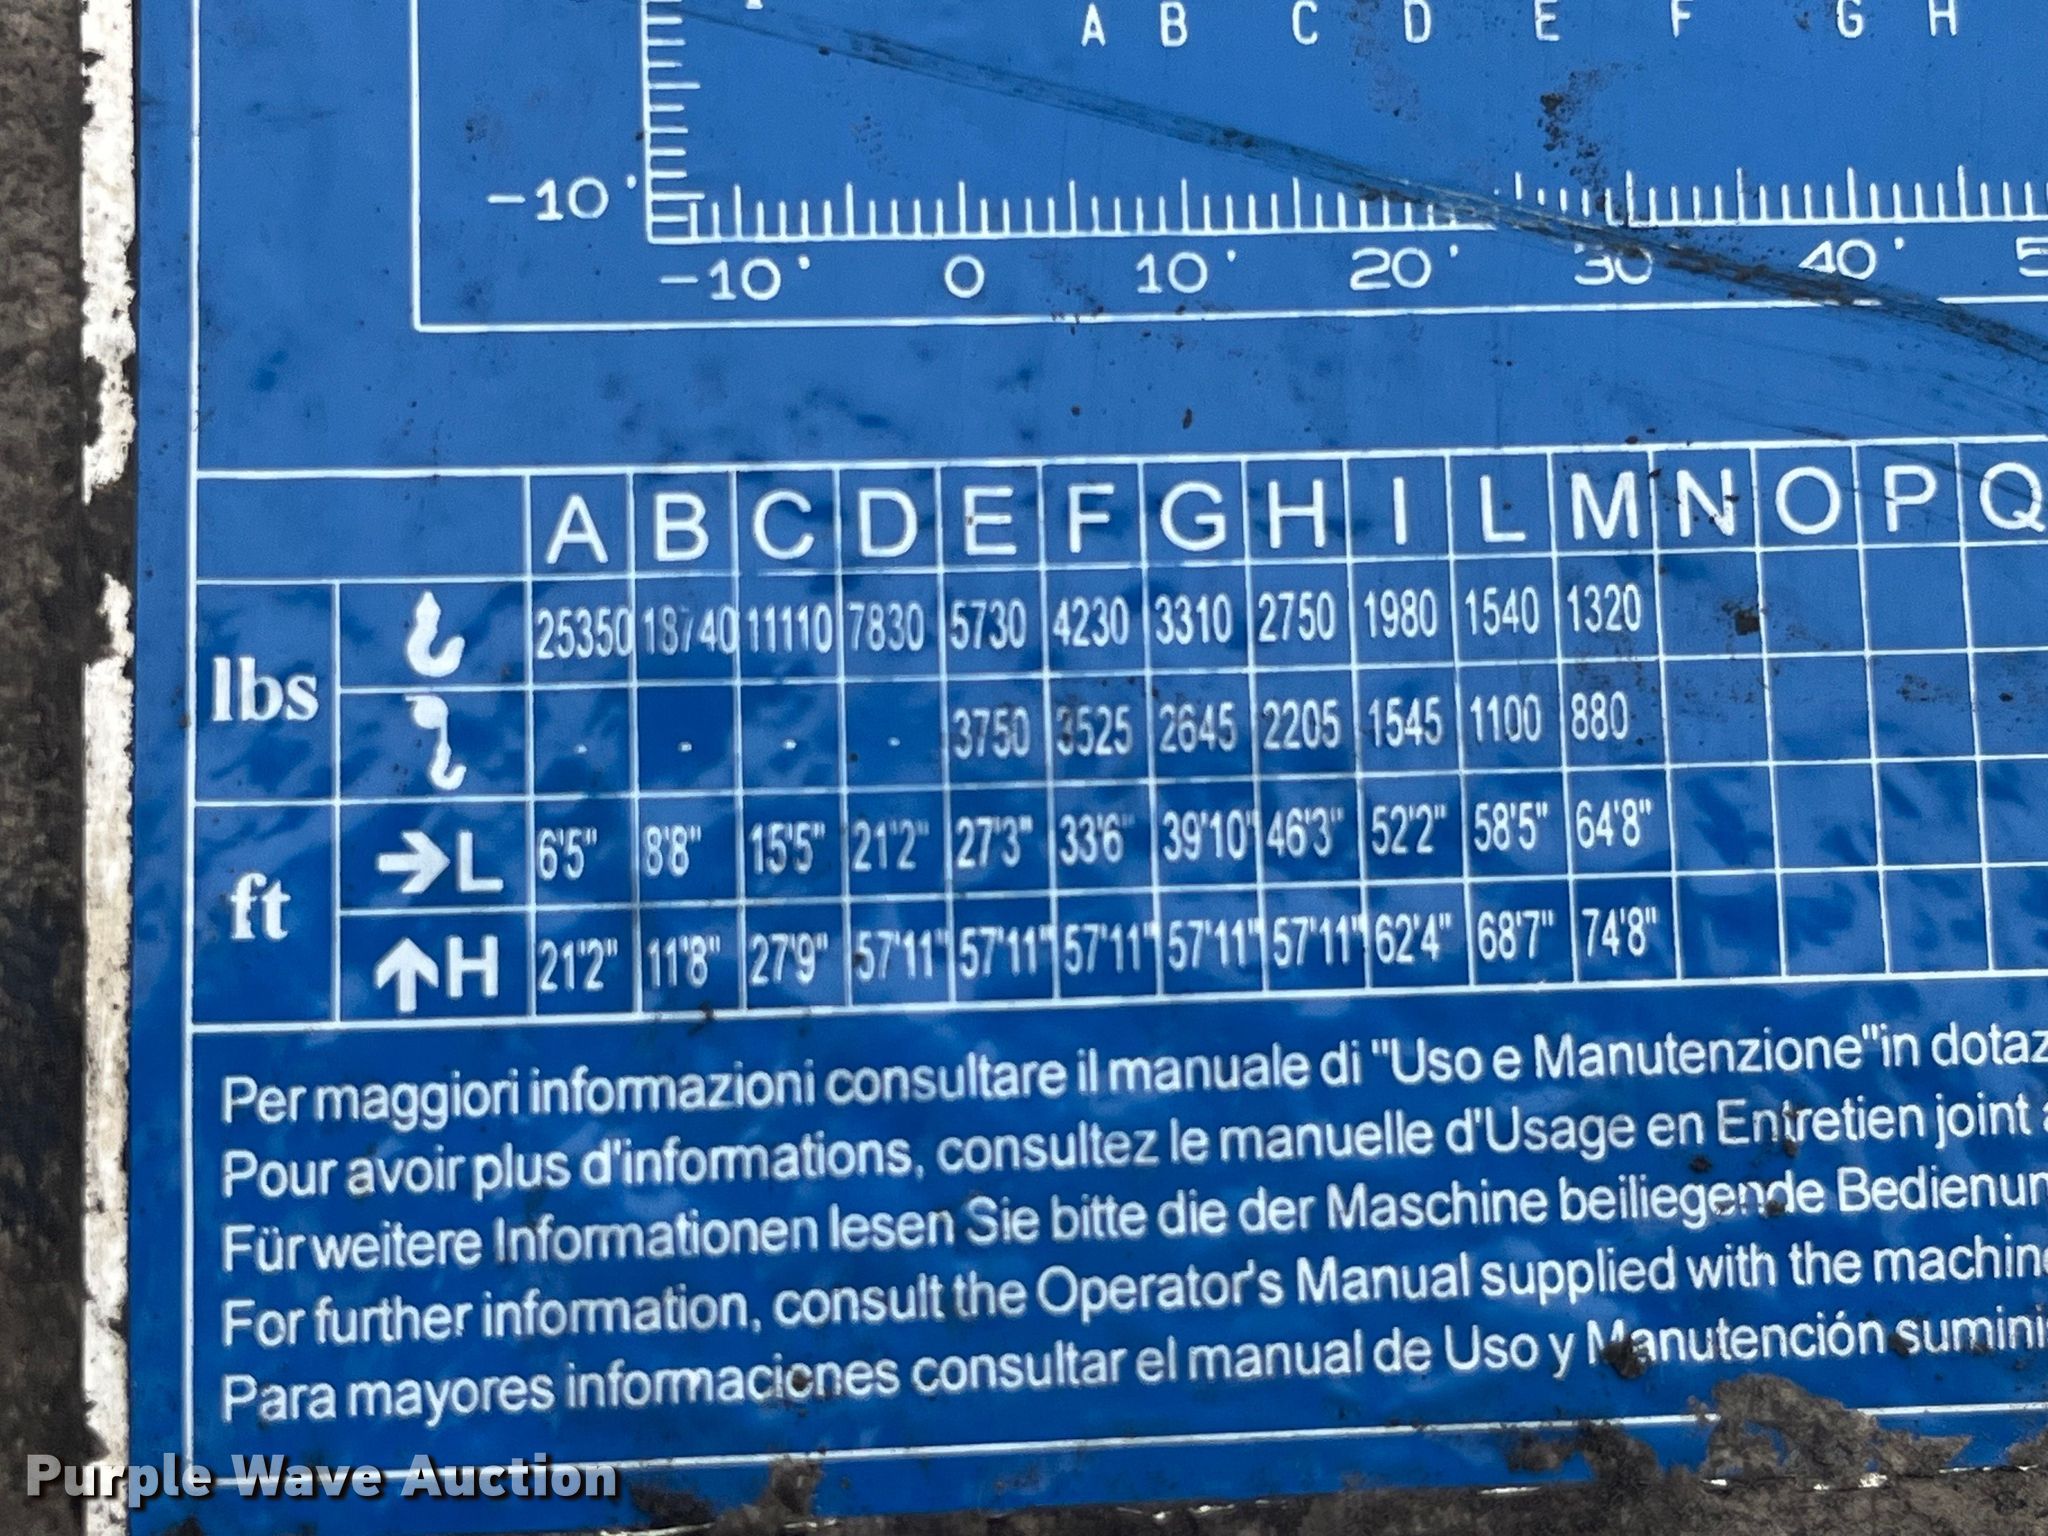 A B C D E F G H
-10'
-10' 0 10' 20' 30 40'
A B C D E F G H I L M N O P Q
lbs 25350 18740 11110 7830 5730 4230 3310 2750 1980 1540 1320
- - - - 3750 3525 2645 2205 1545 1100 880
ft L 6'5" 8'8" 15'5" 21'2" 27'3" 33'6" 39'10" 46'3" 52'2" 58'5" 64'8"
H 21'2" 11'8" 27'9" 57'11" 57'11" 57'11" 57'11" 57'11" 62'4" 68'7" 74'8"
Per maggiori informazioni consultare il manuale di "Uso e Manutenzione"in dotaz
Pour avoir plus d'informations, consultez le manuelle d'Usage en Entretien joint
Für weitere Informationen lesen Sie bitte die der Maschine beiliegende Bedienun
For further information, consult the Operator's Manual supplied with the machine
Para mayores informaciones consultar el manual de Uso y Manutención sumini
Purple Wave Auction